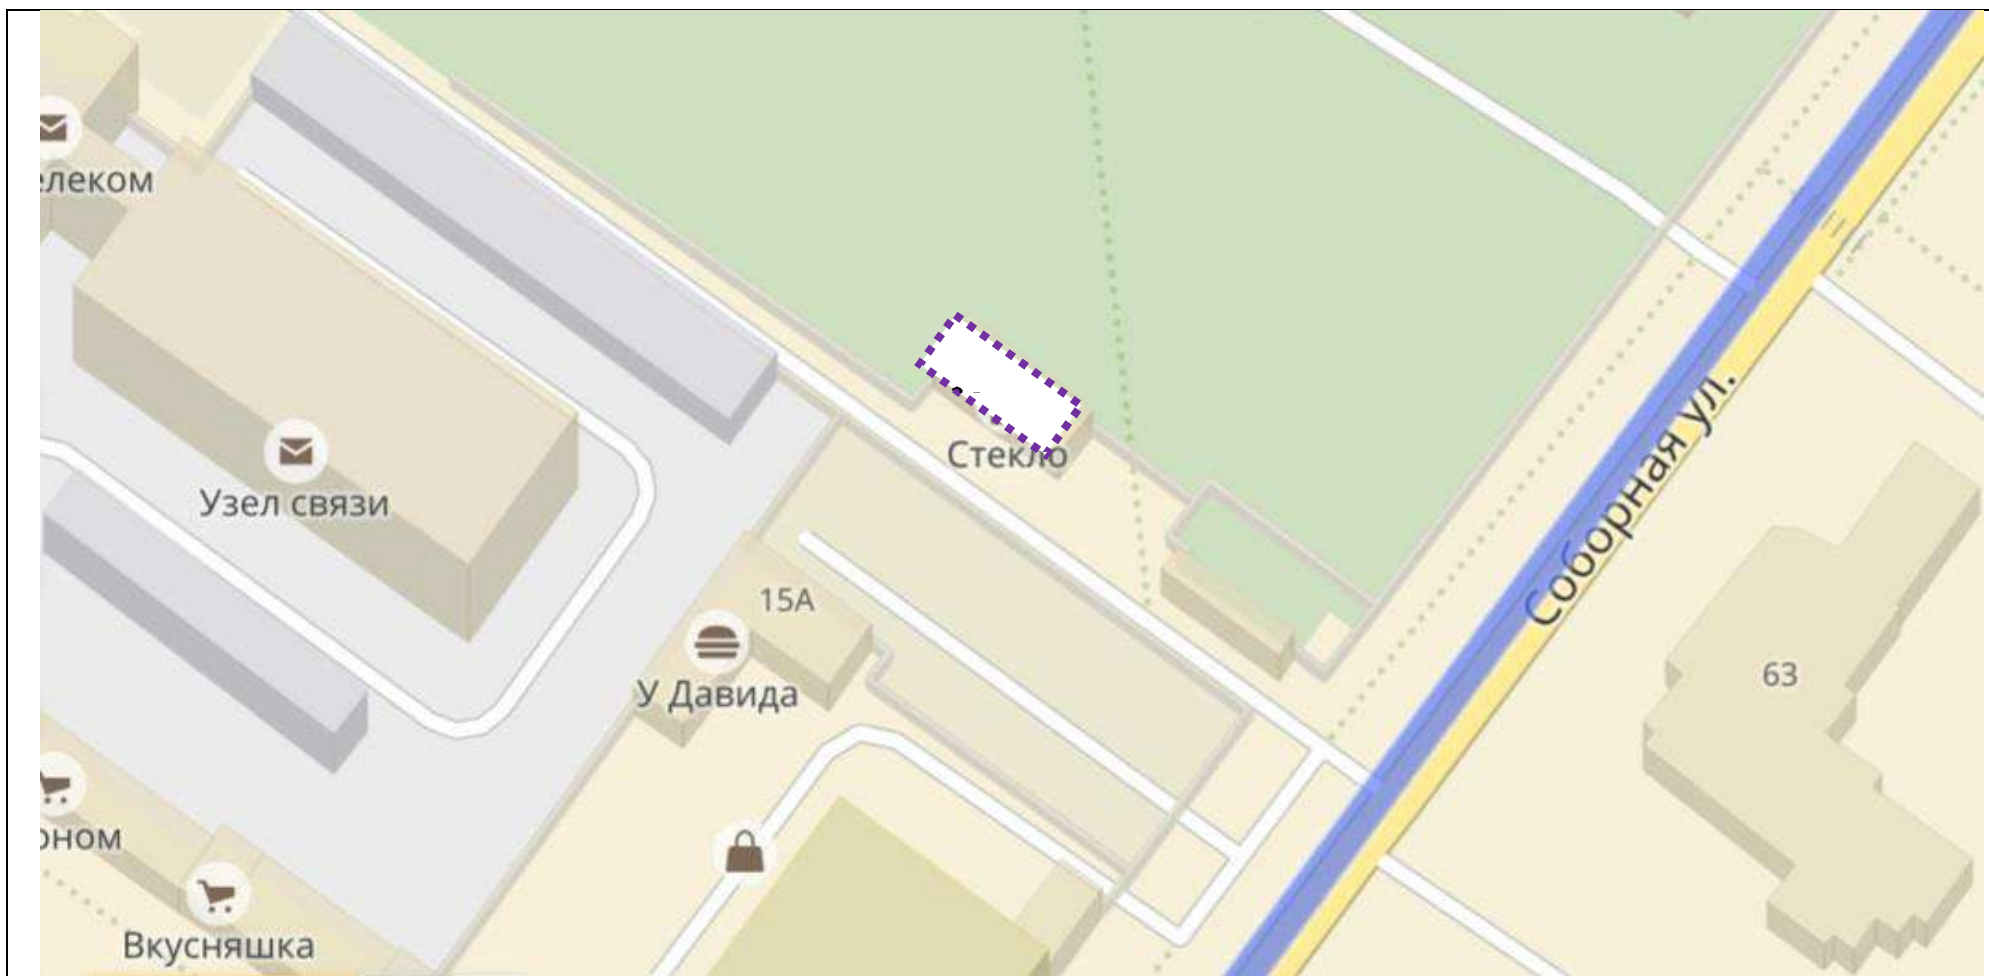 елеком
Стекло
Узел связи
15А
У Давида
Соборная ул.
63
оном
Вкусняшка